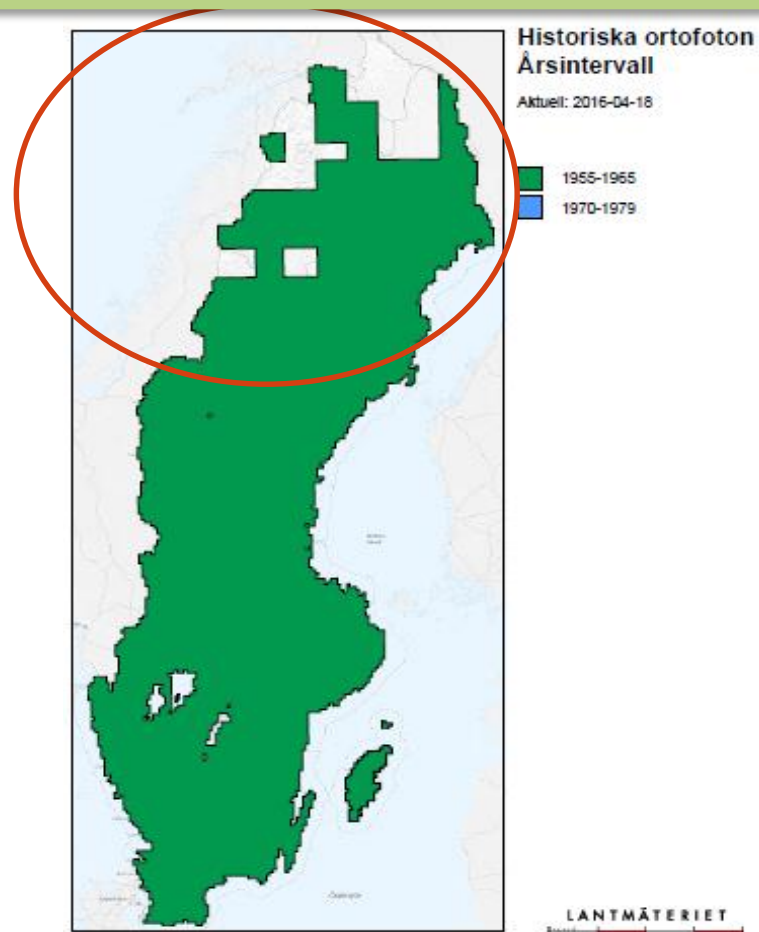 Historiska ortofoton
Årsintervall
Aktuell: 2016-04-18
1955-1965
1970-1979
LANTMÄTERIET